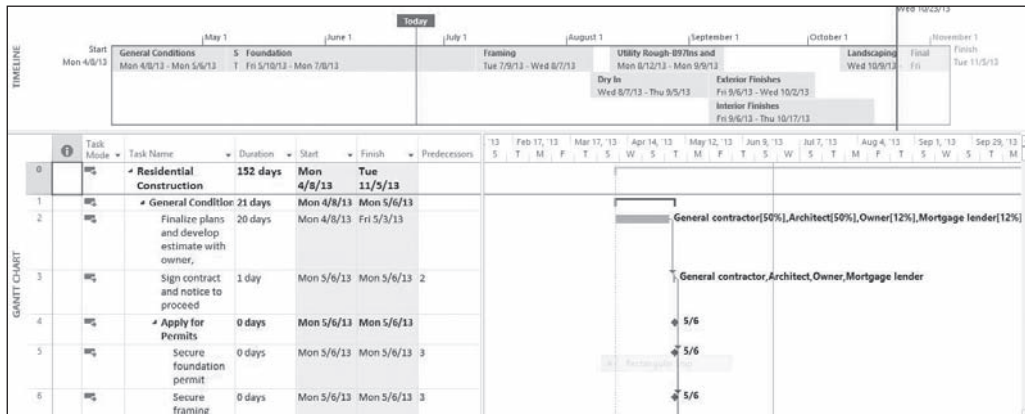 Wed 10/23/13
Today
May 1 June 1 July 1 August 1 September 1 October 1 November 1
TIMELINE
Start
Mon 4/8/13
General Conditions
Mon 4/8/13 - Mon 5/6/13
S
T
Foundation
Fri 5/10/13 - Mon 7/8/13
Framing
Tue 7/9/13 - Wed 8/7/13
Utility Rough-897Ins and
Mon 8/12/13 - Mon 9/9/13
Landscaping
Wed 10/9/13
Final
Fri
Finish
Tue 11/5/13
Dry In
Wed 8/7/13 - Thu 9/5/13
Exterior Finishes
Fri 9/6/13 - Wed 10/2/13
Interior Finishes
Fri 9/6/13 - Thu 10/17/13
GANTT CHART
Task Mode Task Name Duration Start Finish Predecessors
'13 Feb 17, '13 Mar 17, '13 Apr 14, '13 May 12, '13 Jun 9, '13 Jul 7, '13 Aug 4, '13 Sep 1, '13 Sep 29, '13
S T M F T S W S T M F T S W S T M F T S W S T M
0 Residential Construction 152 days Mon 4/8/13 Tue 11/5/13
1 General Condition 21 days Mon 4/8/13 Mon 5/6/13
2 Finalize plans and develop estimate with owner, 20 days Mon 4/8/13 Fri 5/3/13
General contractor[50%],Architect[50%],Owner[12%],Mortgage lender[12%]
3 Sign contract and notice to proceed 1 day Mon 5/6/13 Mon 5/6/13 2
General contractor,Architect,Owner,Mortgage lender
4 Apply for Permits 0 days Mon 5/6/13 Mon 5/6/13
5/6
5 Secure foundation permit 0 days Mon 5/6/13 Mon 5/6/13 3
5/6
6 Secure framing 0 days Mon 5/6/13 Mon 5/6/13 3
5/6